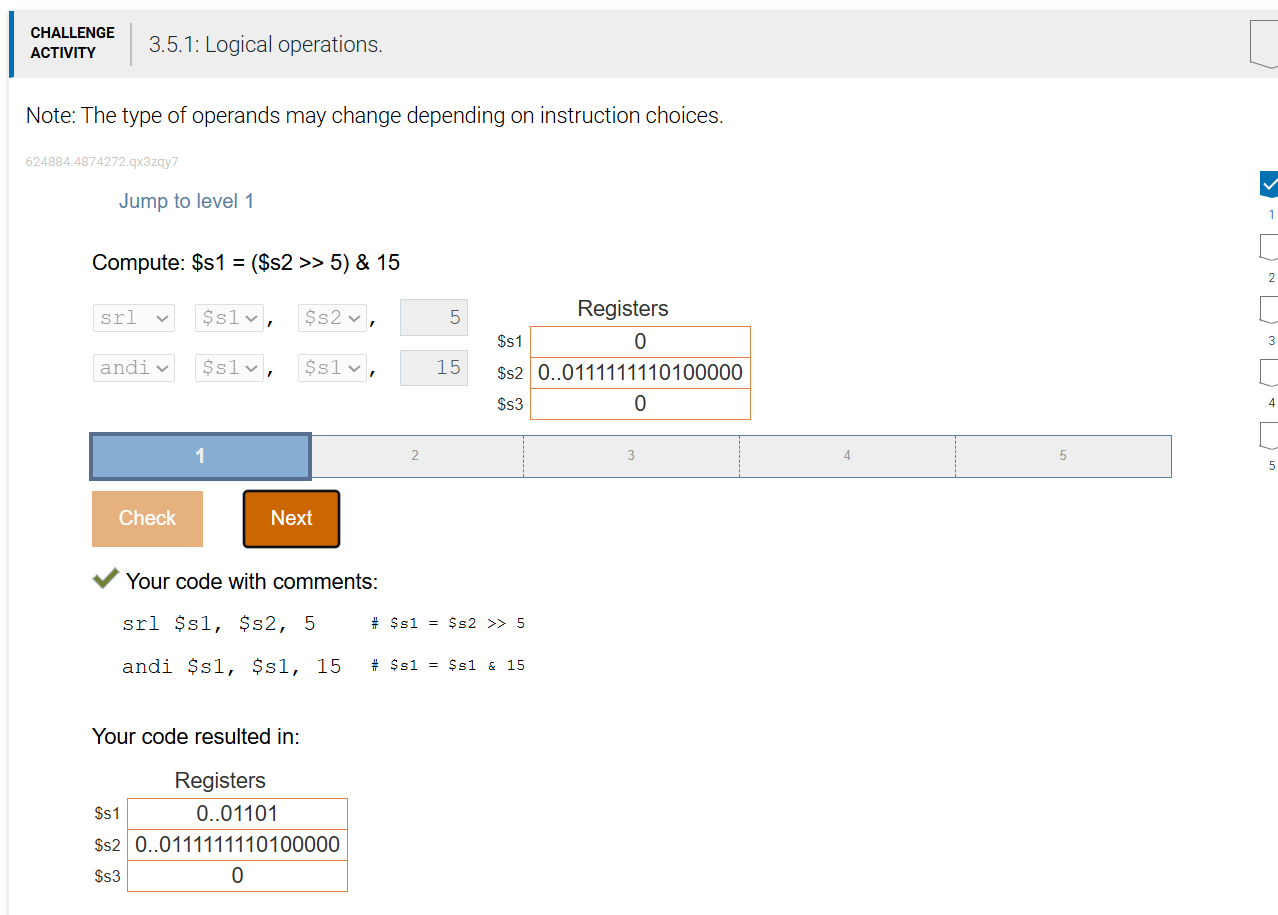 CHALLENGE
ACTIVITY
3.5.1: Logical operations.
Note: The type of operands may change depending on instruction choices.
624884.4874272.qx3zqy7
Jump to level 1
1
2
3
4
5
Compute: $s1 = ($s2 >> 5) & 15
srl $s1, $s2, 5
andi $s1, $s1, 15
Registers
$s1 0
$s2 0..0111111110100000
$s3 0
1 2 3 4 5
Check Next
Your code with comments:
srl $s1, $s2, 5 # $s1 = $s2 >> 5
andi $s1, $s1, 15 # $s1 = $s1 & 15
Your code resulted in:
Registers
$s1 0..01101
$s2 0..0111111110100000
$s3 0